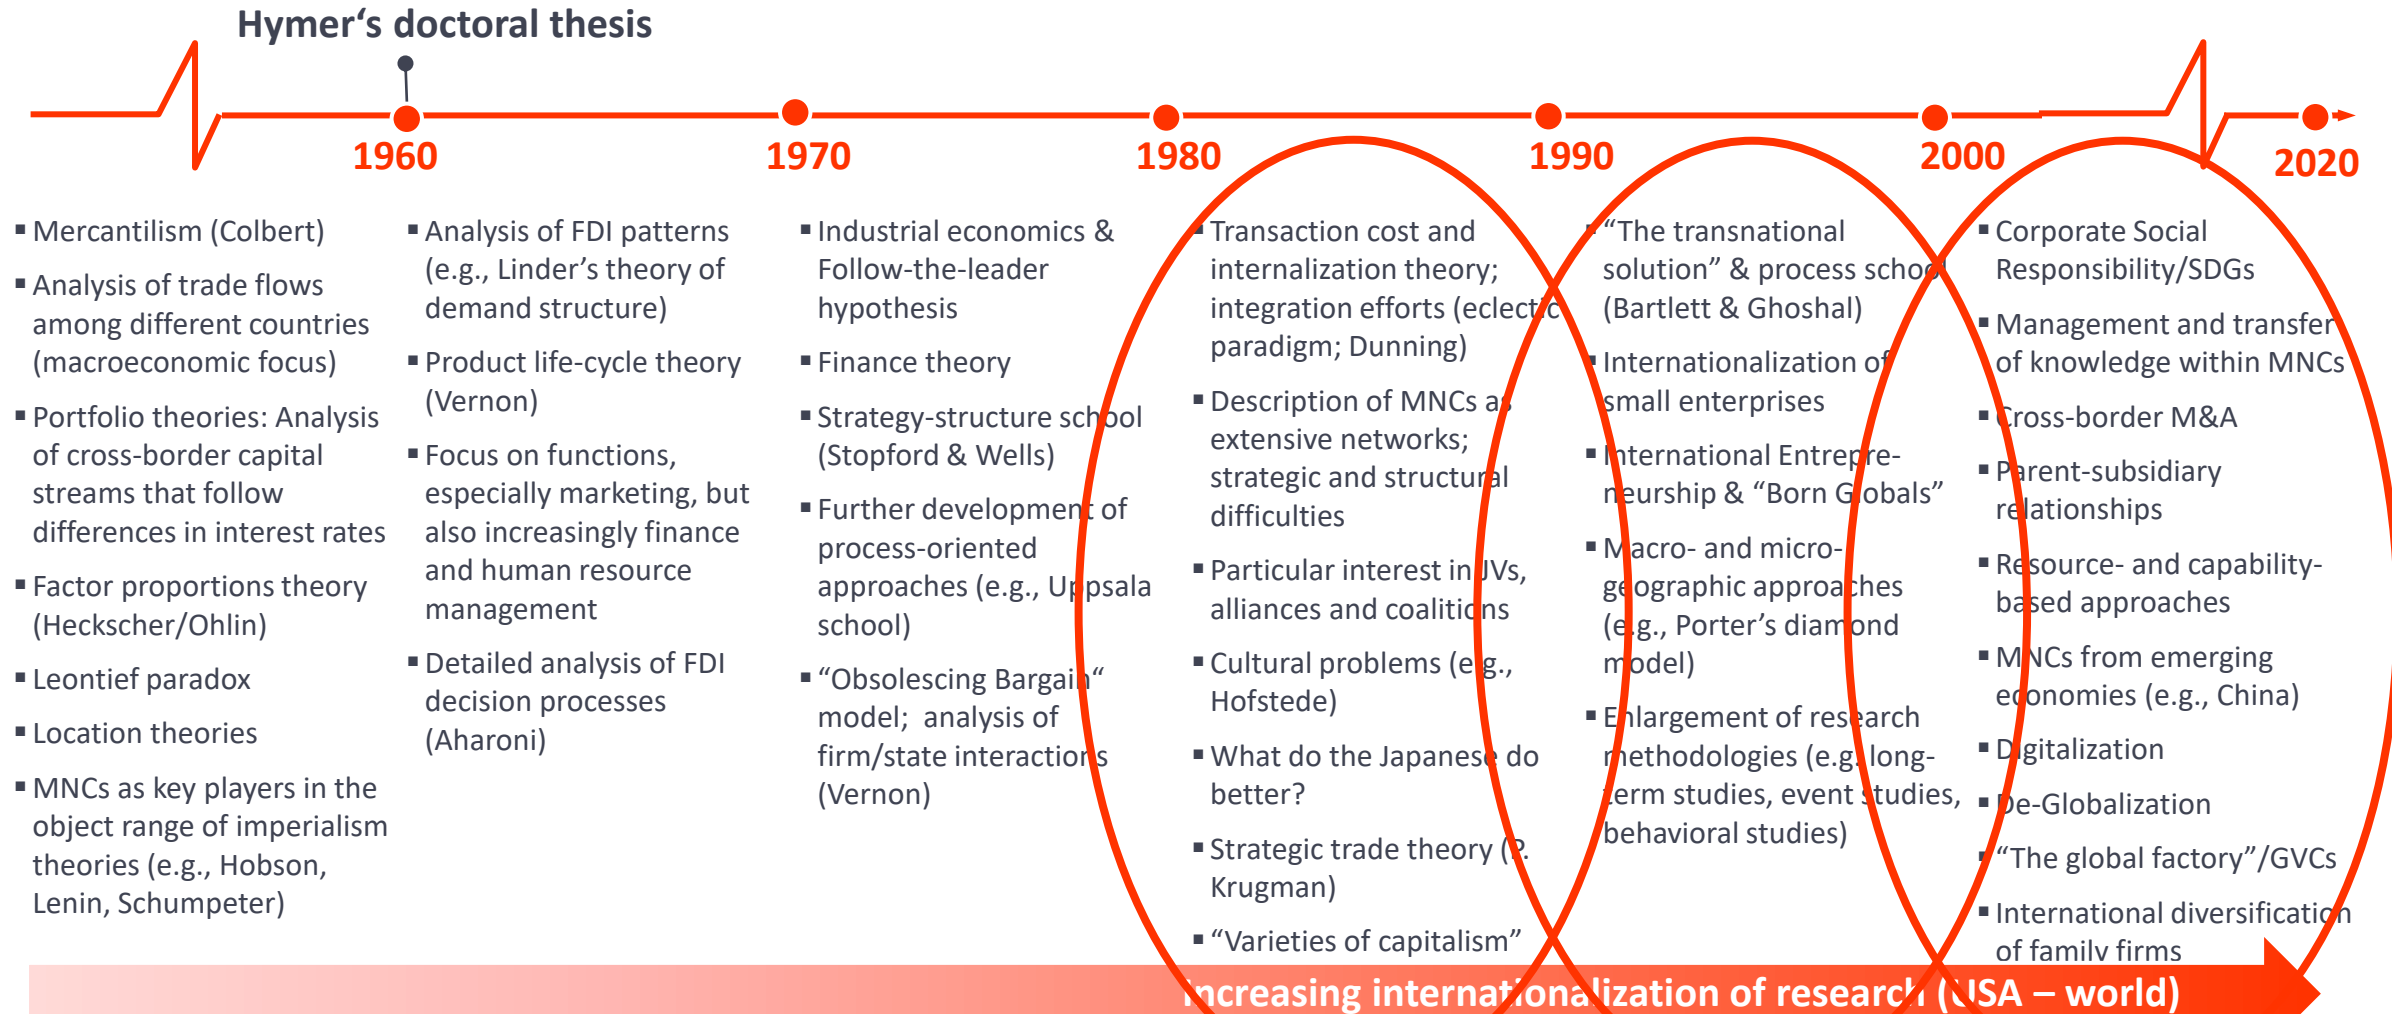 Hymer‘s doctoral thesis
1960
1970
1980
1990
2000
2020
▪ Mercantilism (Colbert)
▪ Analysis of trade flows
among different countries
(macroeconomic focus)
▪ Portfolio theories: Analysis
of cross-border capital
streams that follow
differences in interest rates
▪ Factor proportions theory
(Heckscher/Ohlin)
▪ Leontief paradox
▪ Location theories
▪ MNCs as key players in the
object range of imperialism
theories (e.g., Hobson,
Lenin, Schumpeter)
▪ Analysis of FDI patterns
(e.g., Linder’s theory of
demand structure)
▪ Product life-cycle theory
(Vernon)
▪ Focus on functions,
especially marketing, but
also increasingly finance
and human resource
management
▪ Detailed analysis of FDI
decision processes
(Aharoni)
▪ Industrial economics &
Follow-the-leader
hypothesis
▪ Finance theory
▪ Strategy-structure school
(Stopford & Wells)
▪ Further development of
process-oriented
approaches (e.g., Uppsala
school)
▪ “Obsolescing Bargain“
model; analysis of
firm/state interactions
(Vernon)
▪ Transaction cost and
internalization theory;
integration efforts (eclectic
paradigm; Dunning)
▪ Description of MNCs as
extensive networks;
strategic and structural
difficulties
▪ Particular interest in JVs,
alliances and coalitions
▪ Cultural problems (e.g.,
Hofstede)
▪ What do the Japanese do
better?
▪ Strategic trade theory (P.
Krugman)
▪ “Varieties of capitalism”
▪ “The transnational
solution” & process school
(Bartlett & Ghoshal)
▪ Internationalization of
small enterprises
▪ International Entrepre-
neurship & “Born Globals”
▪ Macro- and micro-
geographic approaches
(e.g., Porter’s diamond
model)
▪ Enlargement of research
methodologies (e.g. long-
term studies, event studies,
behavioral studies)
▪ Corporate Social
Responsibility/SDGs
▪ Management and transfer
of knowledge within MNCs
▪ Cross-border M&A
▪ Parent-subsidiary
relationships
▪ Resource- and capability-
based approaches
▪ MNCs from emerging
economies (e.g., China)
▪ Digitalization
▪ De-Globalization
▪ “The global factory”/GVCs
▪ International diversification
of family firms
Increasing internationalization of research (USA – world)